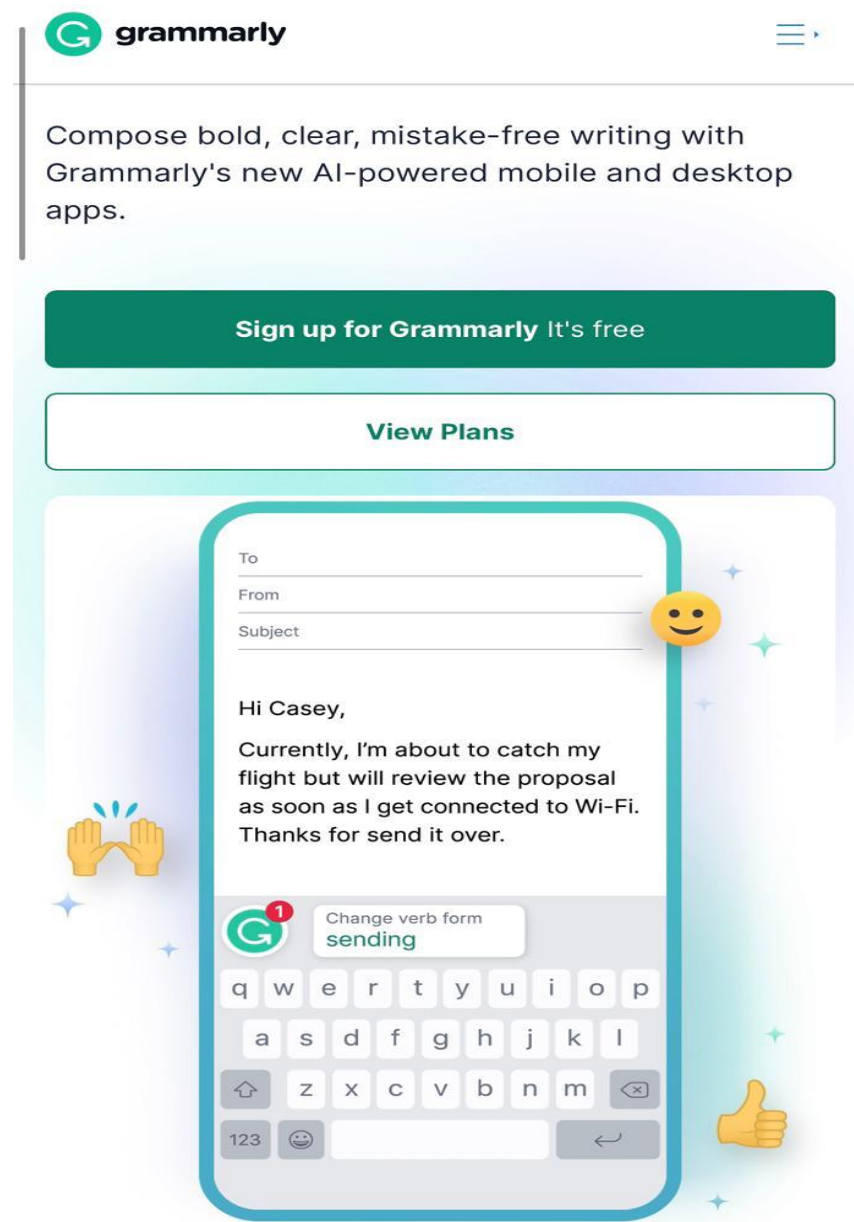 grammarly
Compose bold, clear, mistake-free writing with
Grammarly's new AI-powered mobile and desktop
apps.
Sign up for Grammarly It's free
View Plans
To
From
Subject
Hi Casey,
Currently, I'm about to catch my
flight but will review the proposal
as soon as I get connected to Wi-Fi.
Thanks for send it over.
1
Change verb form
sending
q w e r t y u i o p
a s d f g h j k l
z x c v b n m
123